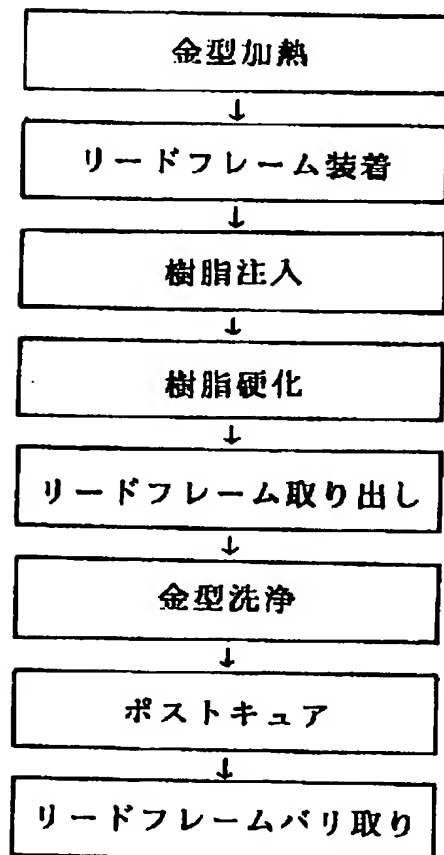 金型加熱
↓
リードフレーム装着
↓
樹脂注入
↓
樹脂硬化
↓
リードフレーム取り出し
↓
金型洗浄
↓
ポストキュア
↓
リードフレームバリ取り